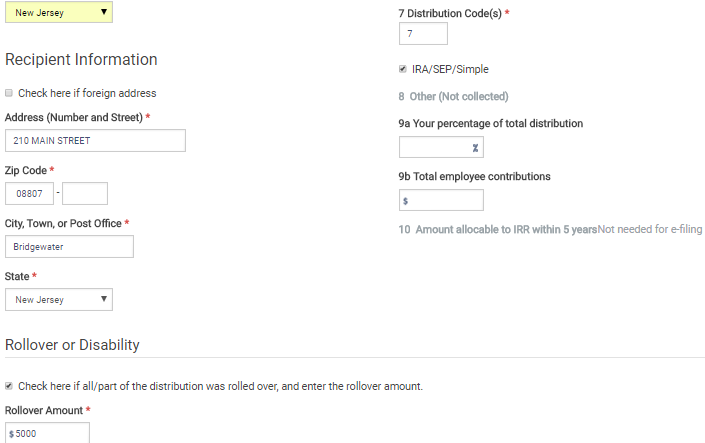 New Jersey ▼
Recipient Information
Check here if foreign address
Address (Number and Street) *
210 MAIN STREET
Zip Code *
08807 -
City, Town, or Post Office *
Bridgewater
State *
New Jersey ▼
7 Distribution Code(s) *
7
IRA/SEP/Simple
8 Other (Not collected)
9a Your percentage of total distribution
%
9b Total employee contributions
$
10 Amount allocable to IRR within 5 yearsNot needed for e-filing
Rollover or Disability
Check here if all/part of the distribution was rolled over, and enter the rollover amount.
Rollover Amount *
$ 5000